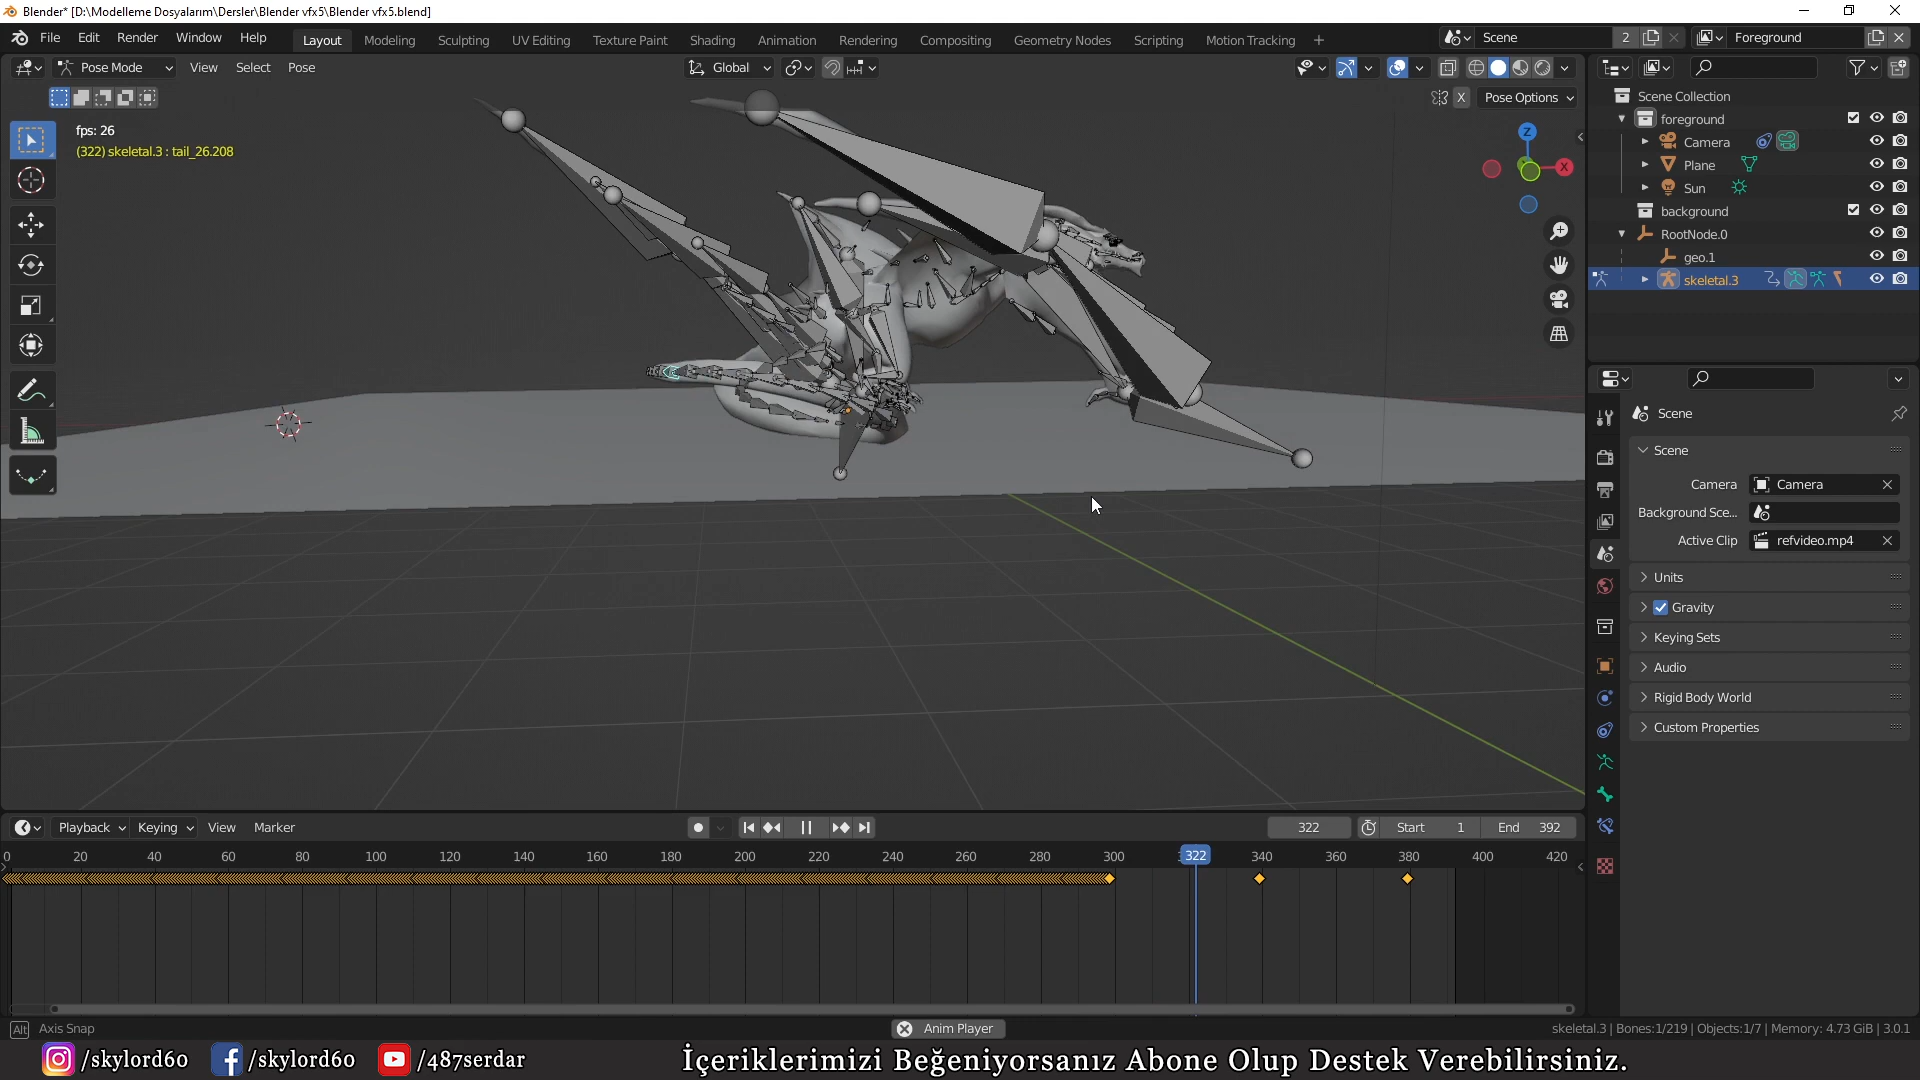 Blender* [D:\Modelleme Dosyalarım\Dersler\Blender vfx5\Blender vfx5.blend]
File Edit Render Window Help Layout Modeling Sculpting UV Editing Texture Paint Shading Animation Rendering Compositing Geometry Nodes Scripting Motion Tracking + Scene 2 Foreground
Pose Mode View Select Pose Global
X Pose Options
fps: 26
(322) skeletal.3 : tail_26.208
Z
X
Scene Collection
foreground
Camera
Plane
Sun
background
RootNode.0
geo.1
skeletal.3
Scene
Scene
Camera Camera
Background Sce...
Active Clip refvideo.mp4
Units
Gravity
Keying Sets
Audio
Rigid Body World
Custom Properties
Playback Keying View Marker 322 Start 1 End 392
0 20 40 60 80 100 120 140 160 180 200 220 240 260 280 300 322 340 360 380 400 420
Alt Axis Snap Anim Player skeletal.3 | Bones:1/219 | Objects:1/7 | Memory: 4.73 GiB | 3.0.1
/skylord60 /skylord60 /487serdar İçeriklerimizi Beğeniyorsanız Abone Olup Destek Verebilirsiniz.